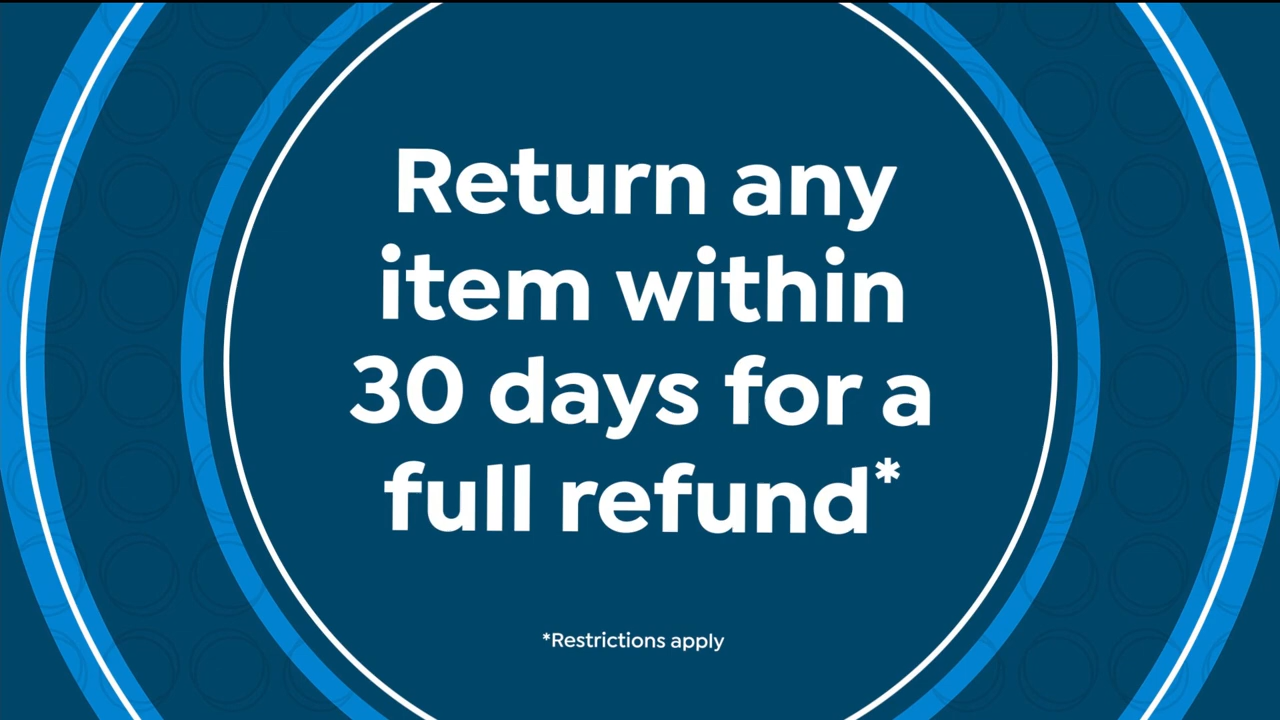 Return any
item within
30 days for a
full refund*
*Restrictions apply